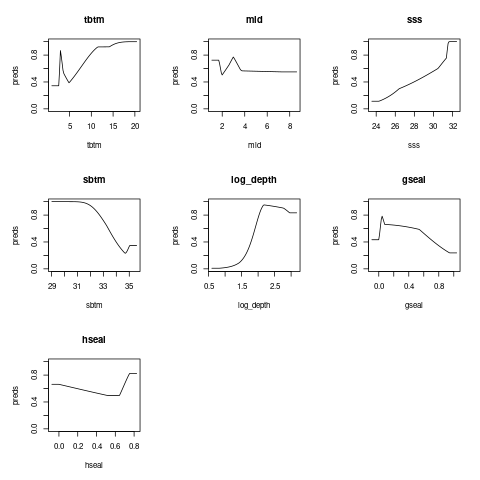 tbtm
preds
0.0 0.4 0.8
5 10 15 20
tbtm
mld
preds
0.0 0.4 0.8
2 4 6 8
mld
sss
preds
0.0 0.4 0.8
24 26 28 30 32
sss
sbtm
preds
0.0 0.4 0.8
29 31 33 35
sbtm
log_depth
preds
0.0 0.4 0.8
0.5 1.5 2.5
log_depth
gseal
preds
0.0 0.4 0.8
0.0 0.4 0.8
gseal
hseal
preds
0.0 0.4 0.8
0.0 0.2 0.4 0.6 0.8
hseal